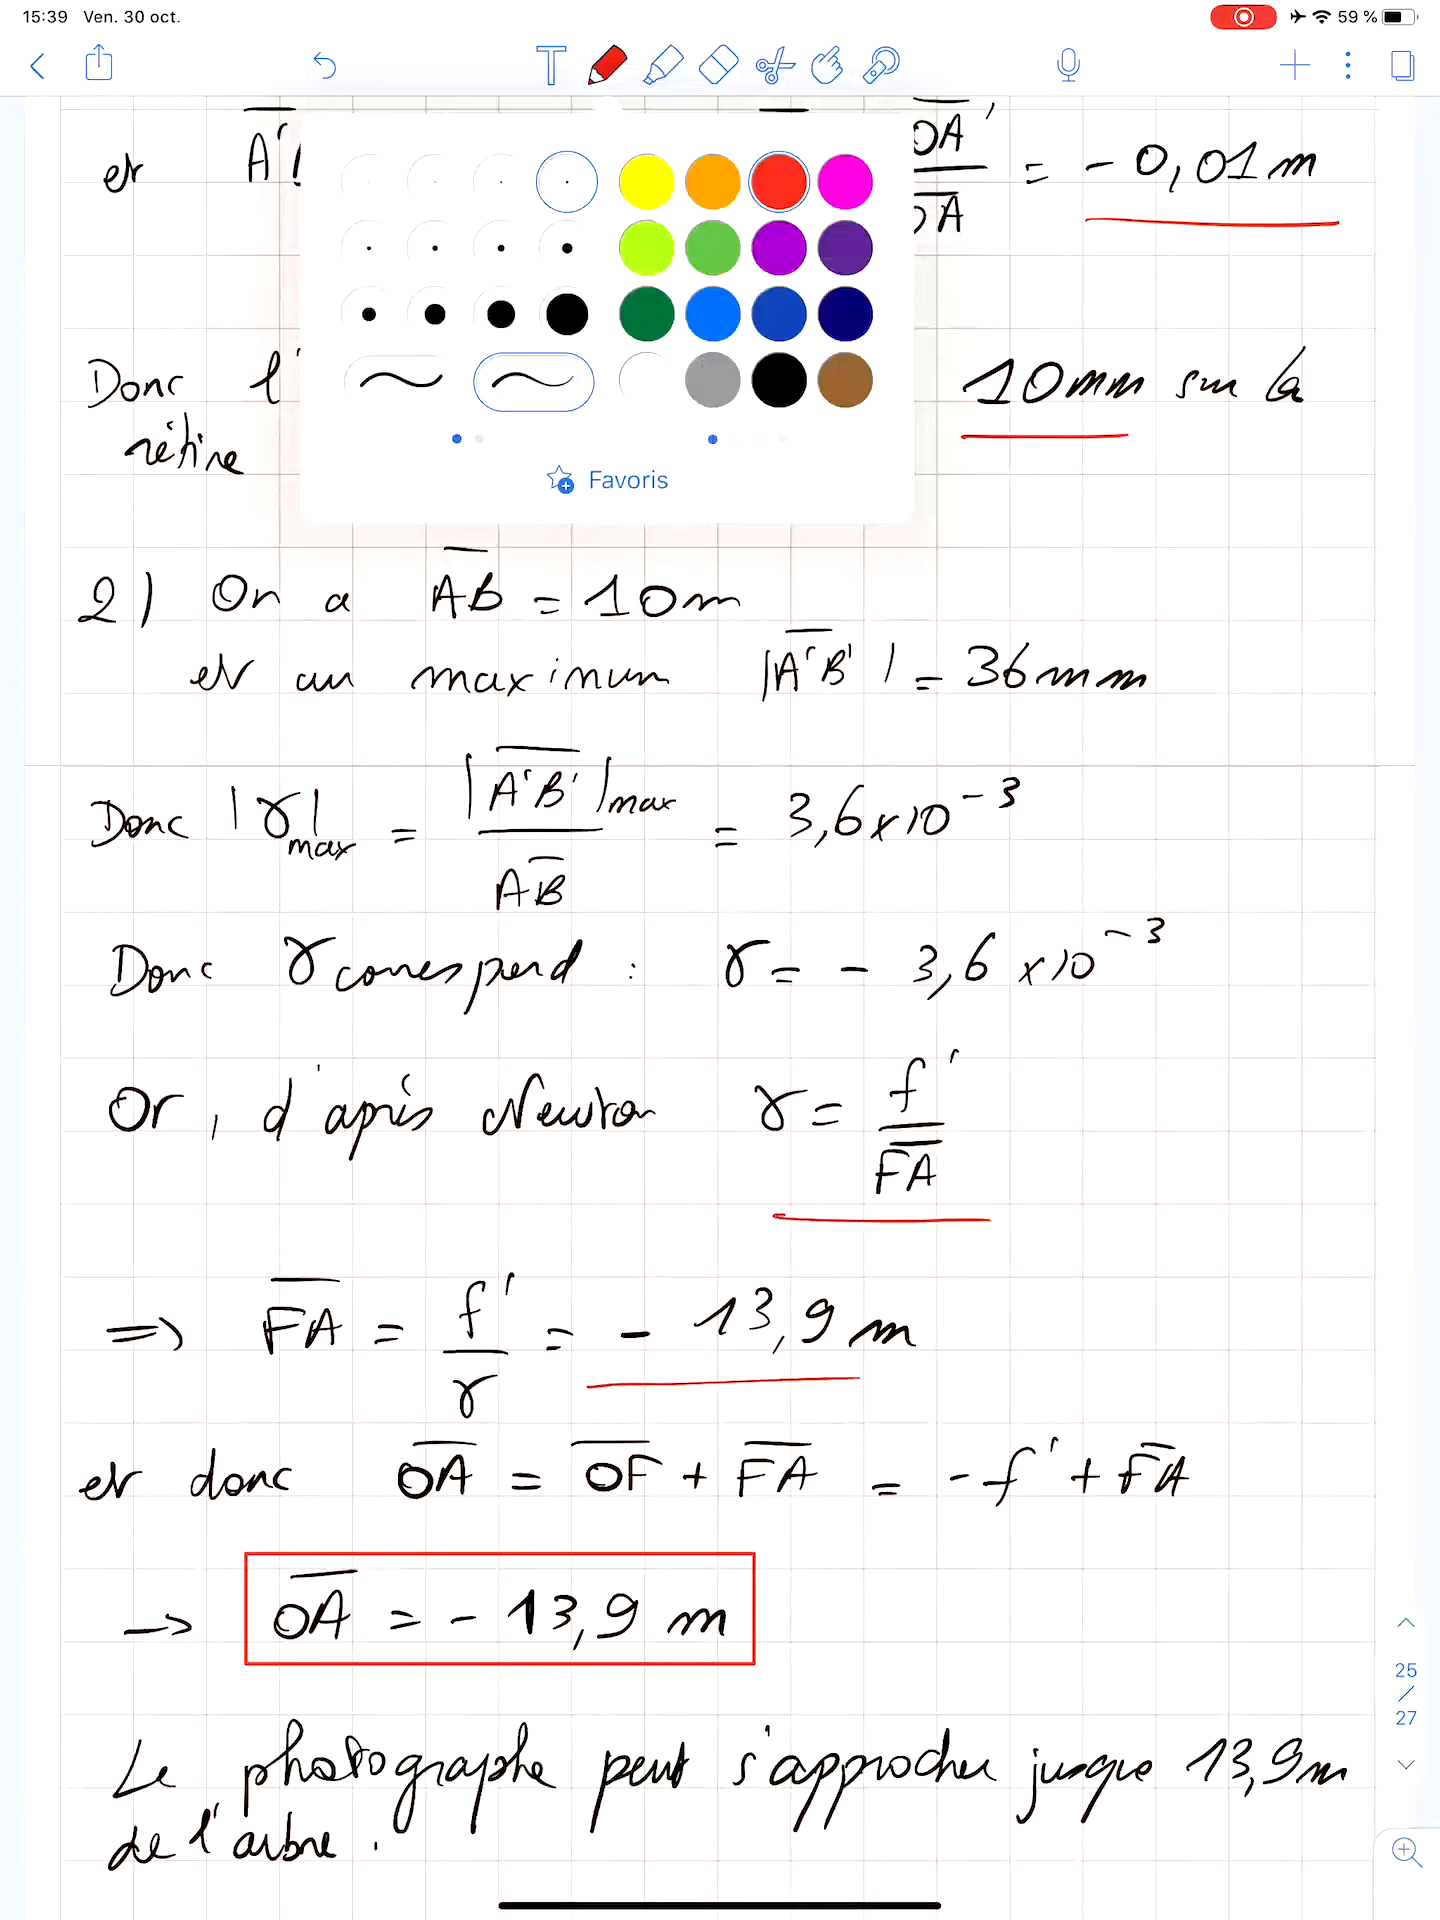 15:39 Ven. 30 oct. 59 %
et A' OA' = - 0,01 m
OA
Favoris
Donc l' 10mm sur la
rétine
2) On a AB = 10m
et au maximum |A'B'| = 36mm
Donc |γ|max = |A'B'|max / AB = 3,6×10⁻³
Donc γ correspond : γ = - 3,6 ×10⁻³
Or, d'après Newton γ = f' / FA
=> FA = f' / γ = - 13,9 m
et donc OA = OF + FA = -f' + FA
→ OA = - 13,9 m
25
/
27
Le photographe peut s'approcher jusque 13,9m
de l'arbre.